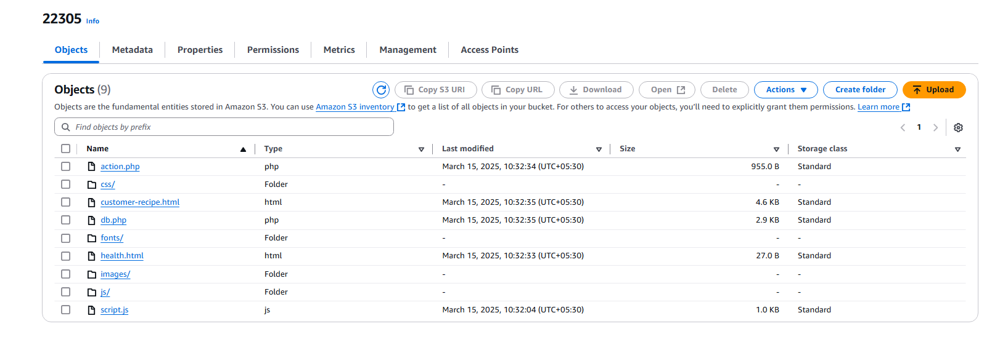 22305 Info
Objects Metadata Properties Permissions Metrics Management Access Points
Objects (9) Copy S3 URI Copy URL Download Open Delete Actions Create folder Upload
Objects are the fundamental entities stored in Amazon S3. You can use Amazon S3 inventory to get a list of all objects in your bucket. For others to access your objects, you'll need to explicitly grant them permissions. Learn more
Find objects by prefix 1
Name Type Last modified Size Storage class
action.php php March 15, 2025, 10:32:34 (UTC+05:30) 955.0 B Standard
css/ Folder - - -
customer-recipe.html html March 15, 2025, 10:32:35 (UTC+05:30) 4.6 KB Standard
db.php php March 15, 2025, 10:32:35 (UTC+05:30) 2.9 KB Standard
fonts/ Folder - - -
health.html html March 15, 2025, 10:32:33 (UTC+05:30) 27.0 B Standard
images/ Folder - - -
js/ Folder - - -
script.js js March 15, 2025, 10:32:04 (UTC+05:30) 1.0 KB Standard